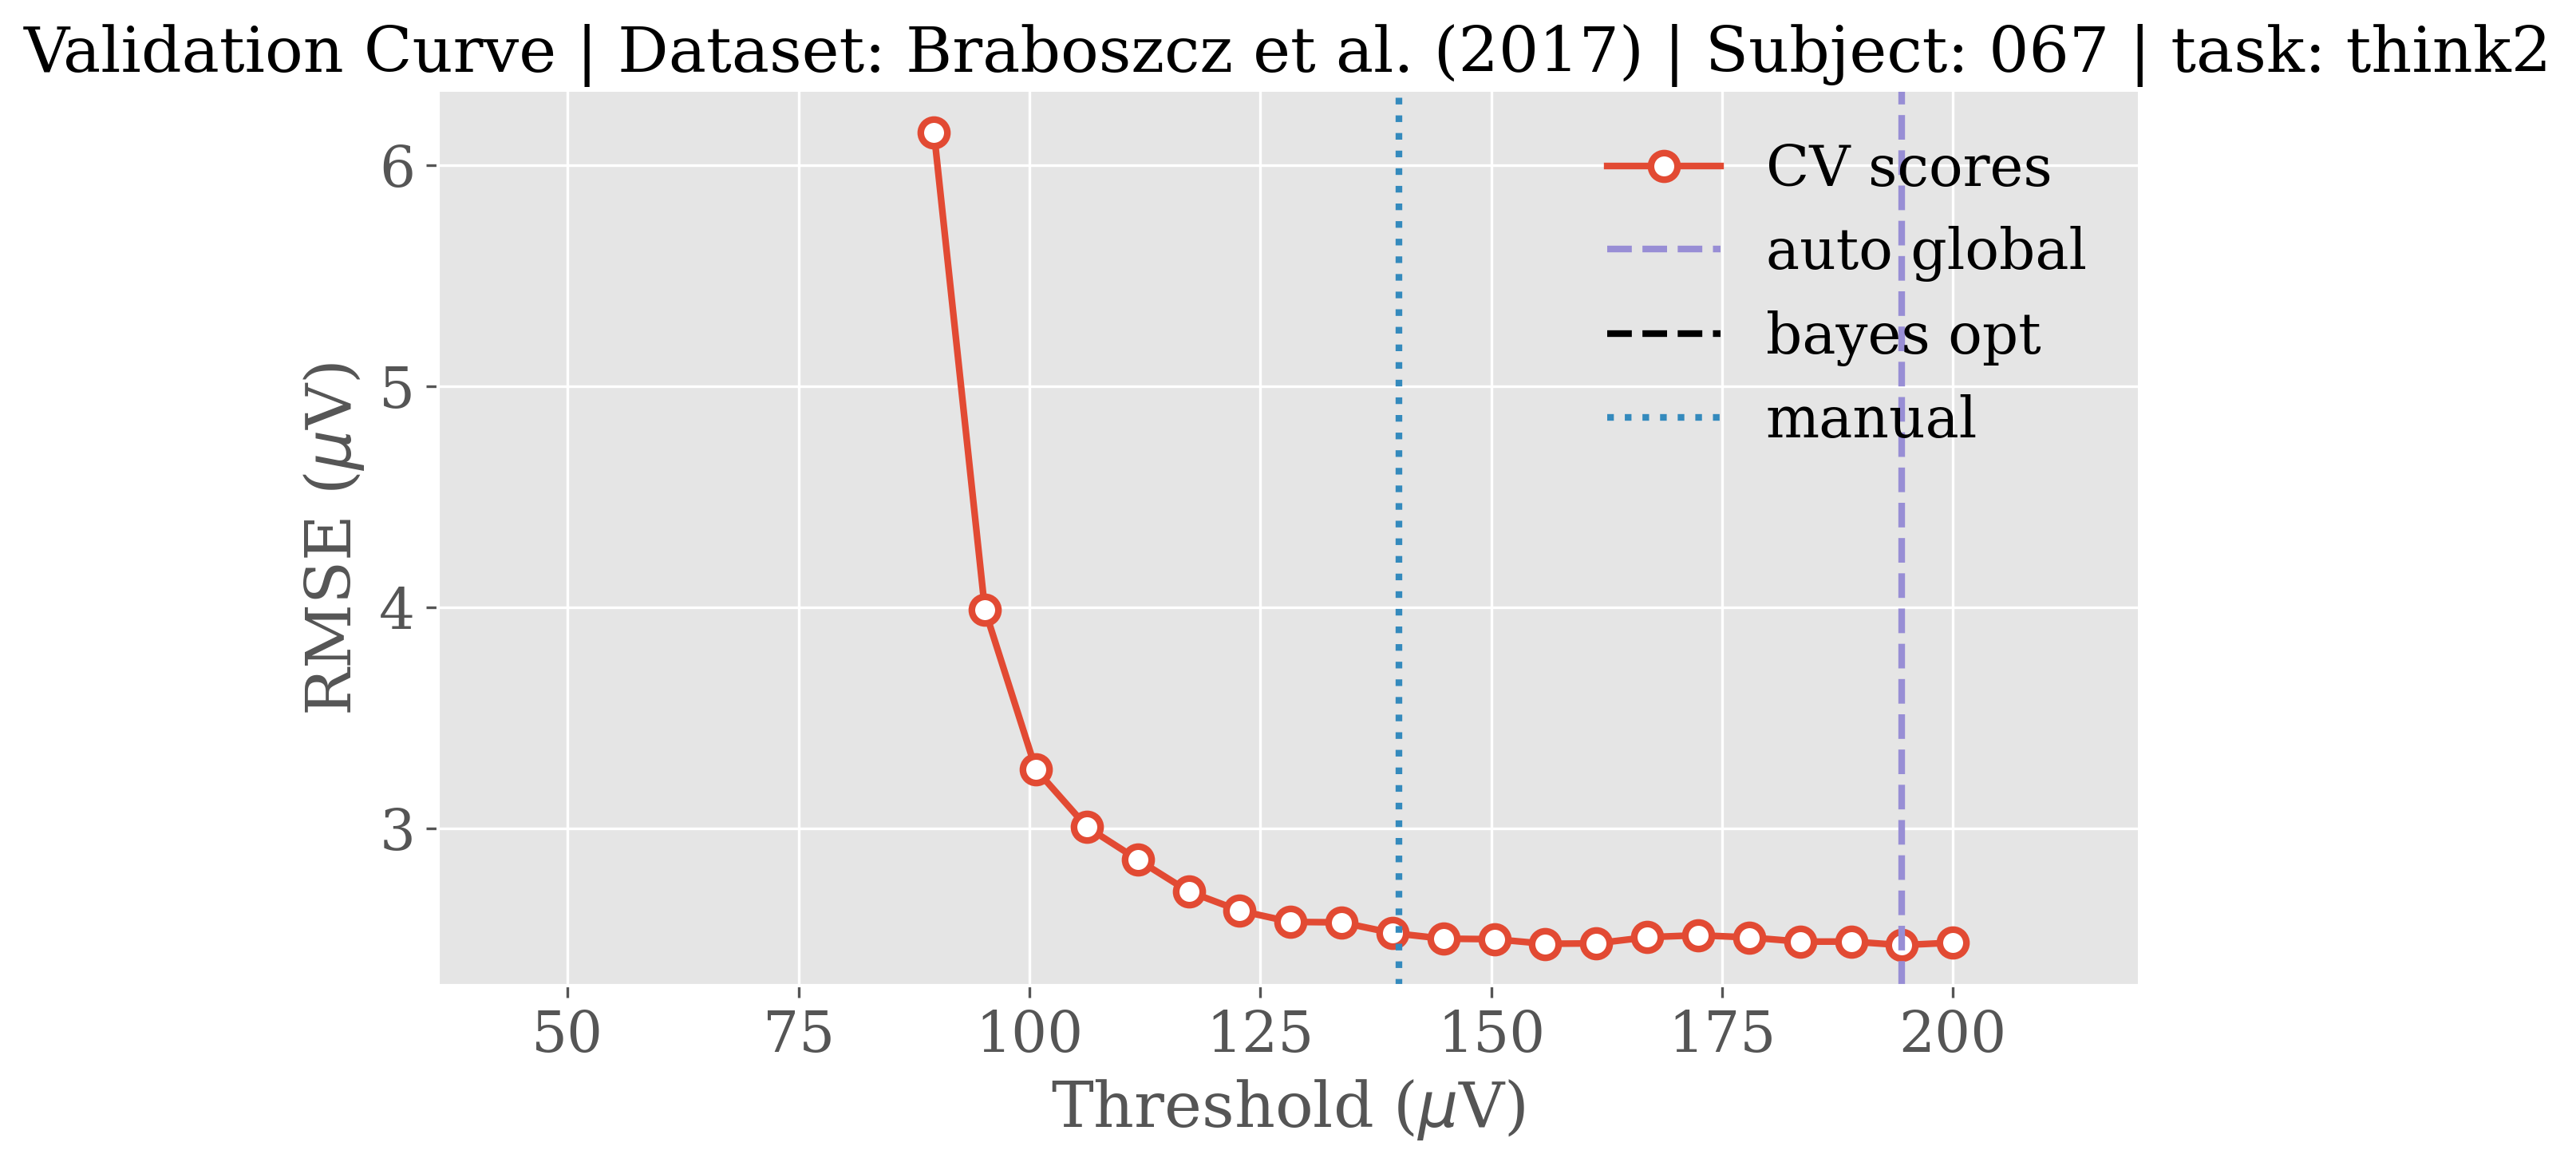 Validation Curve | Dataset: Braboszcz et al. (2017) | Subject: 067 | task: think2
CV scores
auto global
bayes opt
manual
6
5
4
3
RMSE (μV)
50 75 100 125 150 175 200
Threshold (μV)